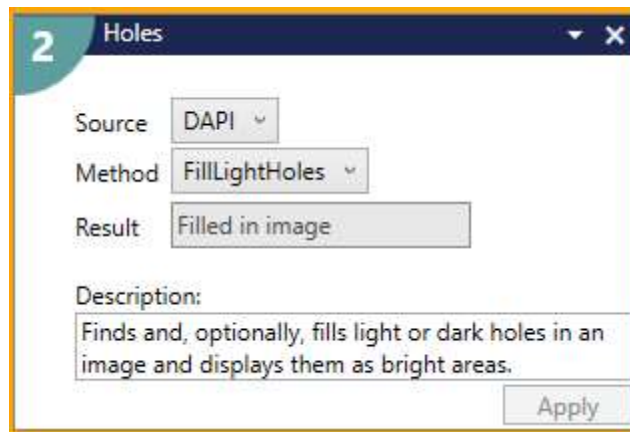 2
Holes
Source DAPI
Method FillLightHoles
Result Filled in image
Description:
Finds and, optionally, fills light or dark holes in an
image and displays them as bright areas.
Apply